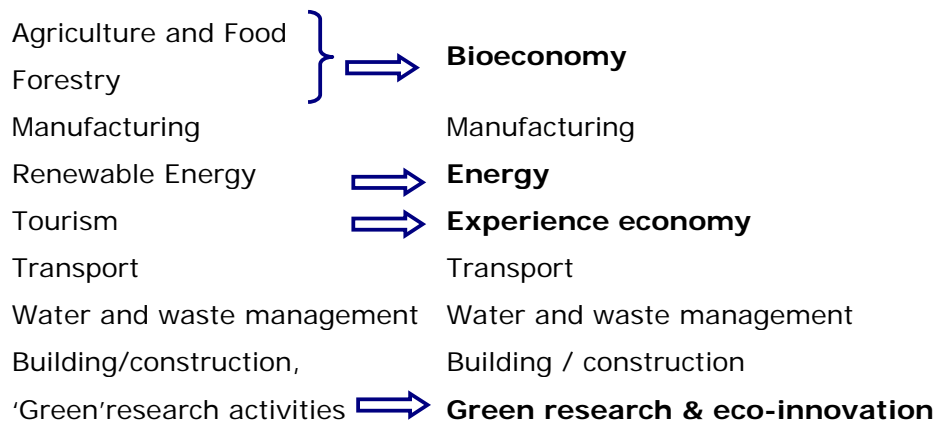 Agriculture and Food
Forestry
Bioeconomy
Manufacturing Manufacturing
Renewable Energy Energy
Tourism Experience economy
Transport Transport
Water and waste management Water and waste management
Building/construction, Building / construction
‘Green’research activities Green research & eco-innovation